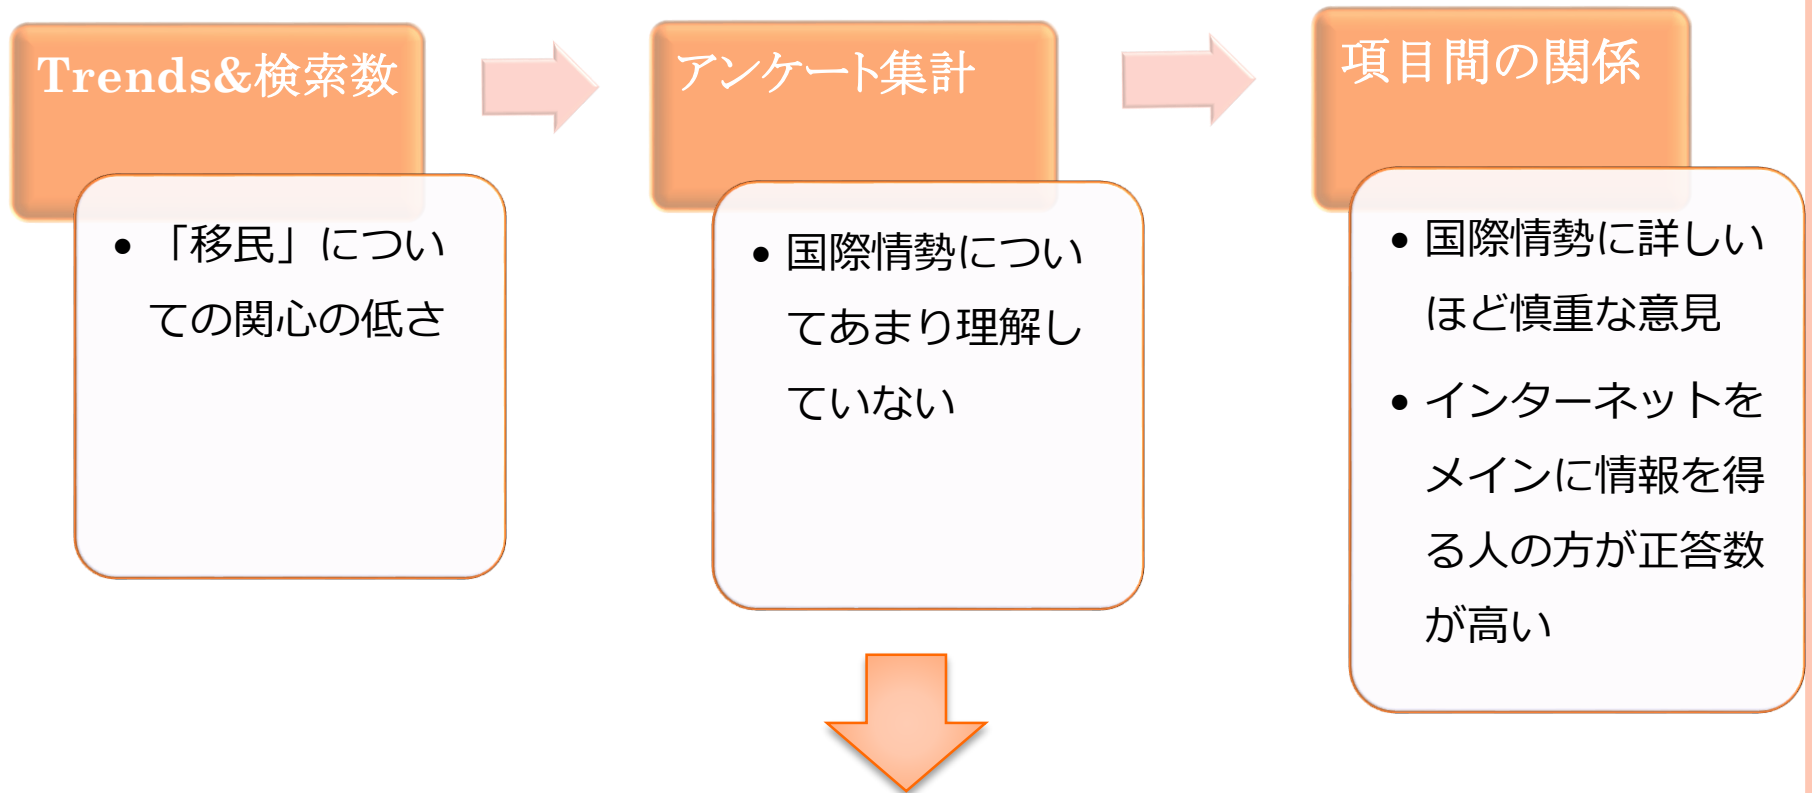 Trends&検索数
• 「移民」につい
ての関心の低さ
アンケート集計
• 国際情勢につい
てあまり理解し
ていない
項目間の関係
• 国際情勢に詳しい
ほど慎重な意見
• インターネットを
メインに情報を得
る人の方が正答数
が高い